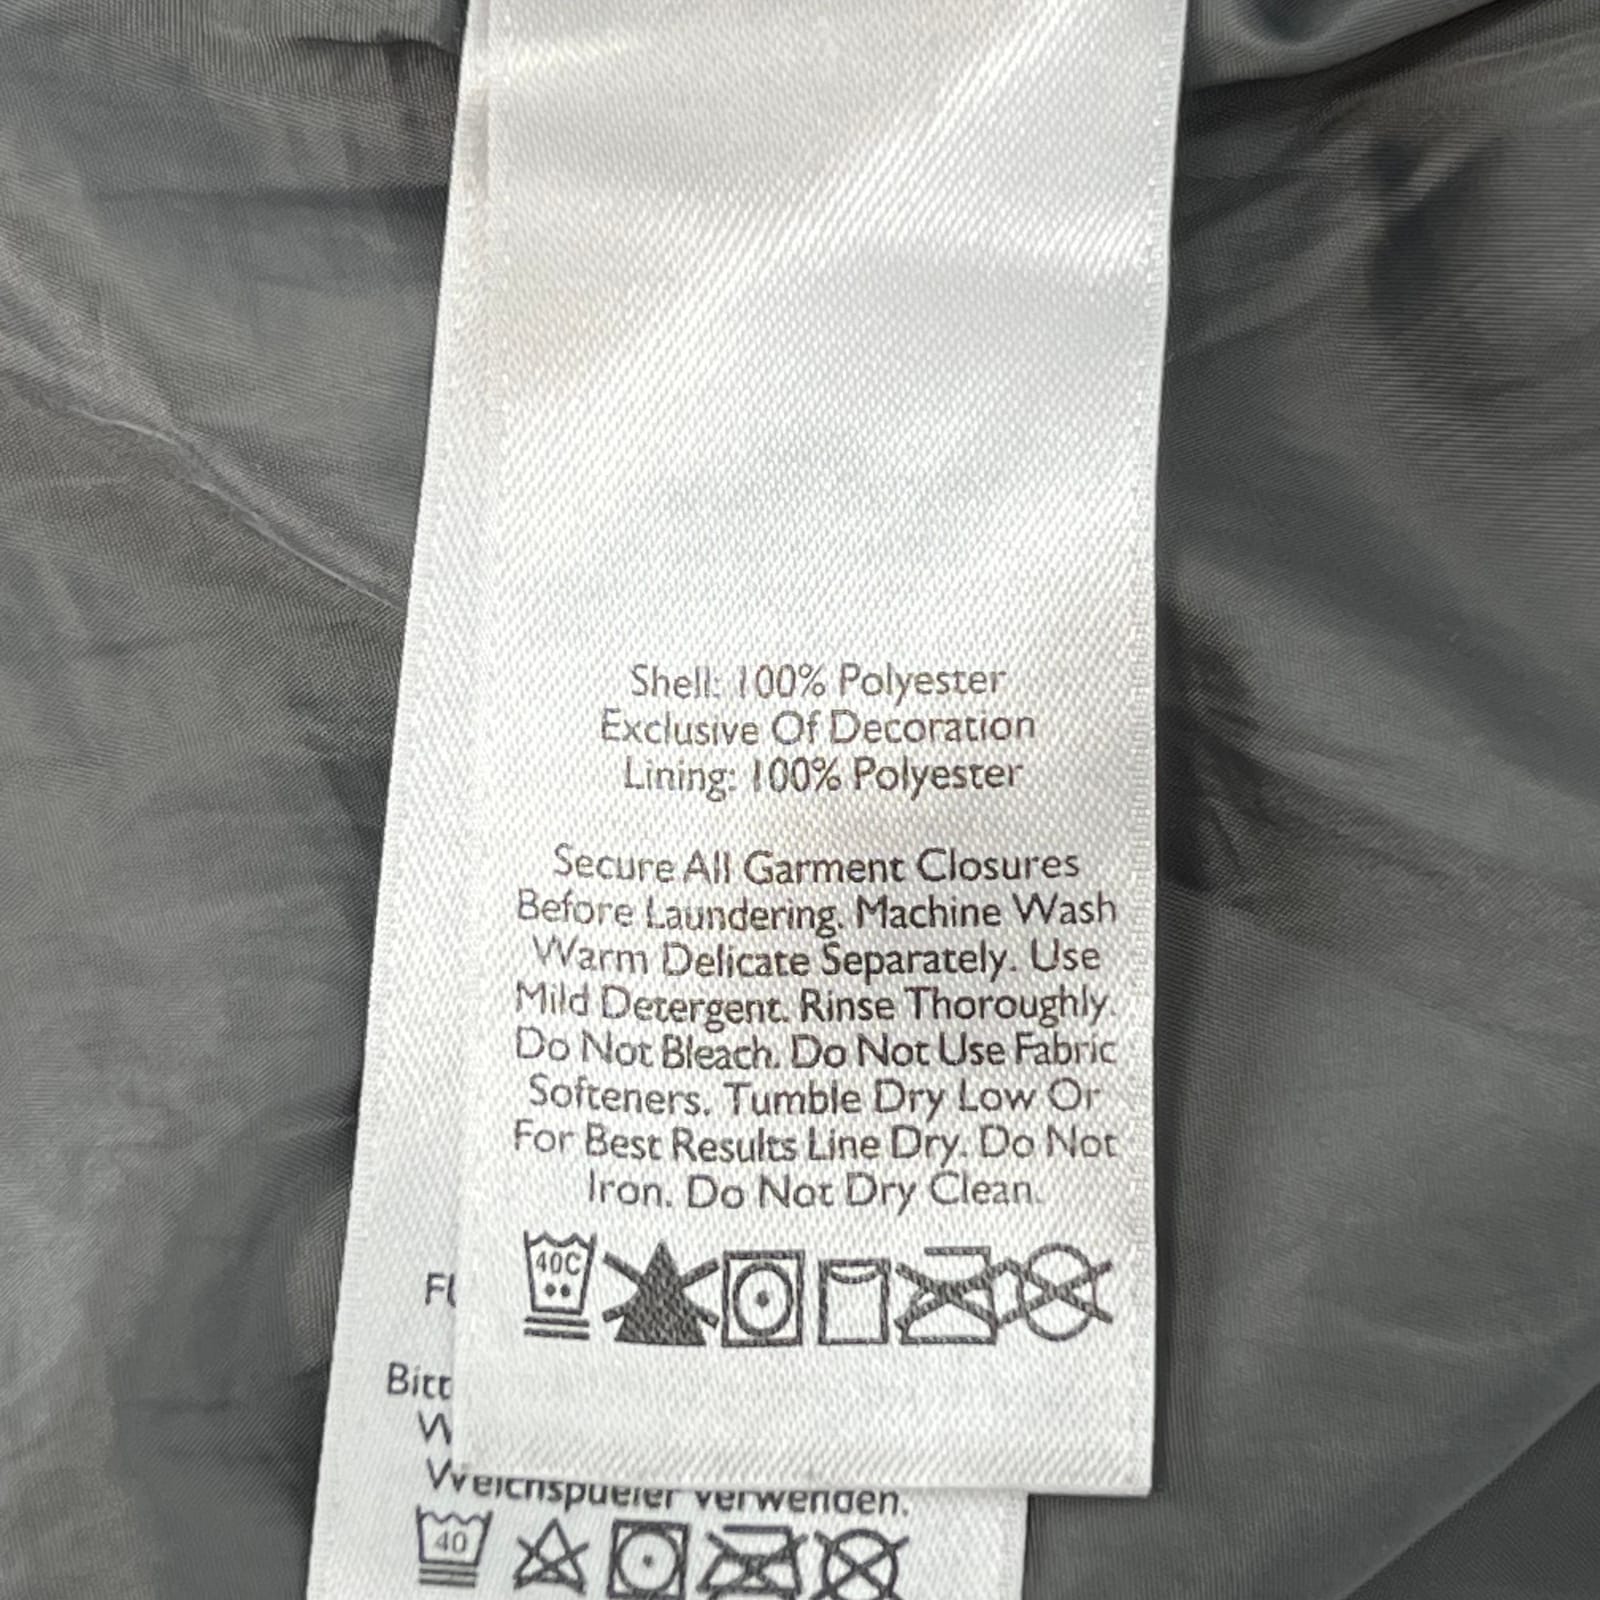 Shell: 100% Polyester
Exclusive Of Decoration
Lining: 100% Polyester
Secure All Garment Closures
Before Laundering. Machine Wash
Warm Delicate Separately. Use
Mild Detergent. Rinse Thoroughly.
Do Not Bleach. Do Not Use Fabric
Softeners. Tumble Dry Low Or
For Best Results Line Dry. Do Not
Iron. Do Not Dry Clean.
40C
Weichspueler verwenden.
40